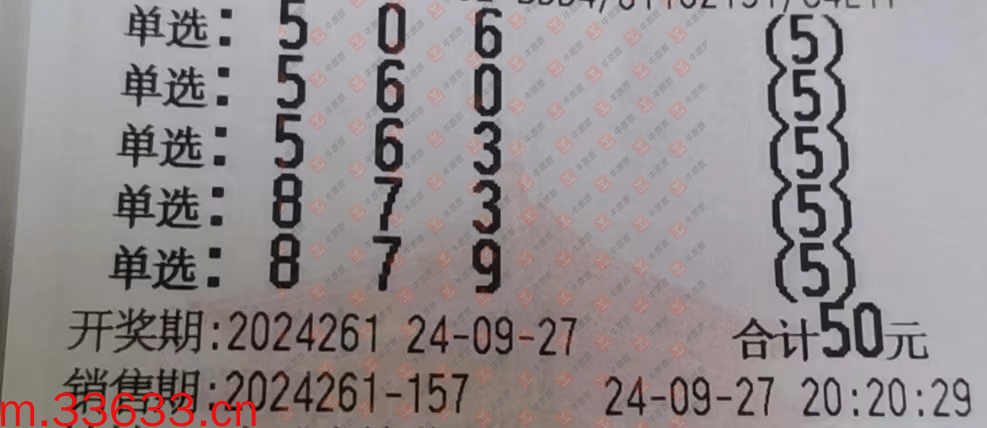 单选: 5 0 6 (5)
单选: 5 6 0 (5)
单选: 5 6 3 (5)
单选: 8 7 3 (5)
单选: 8 7 9 (5)
开奖期:2024261 24-09-27 合计50元
销售期:2024261-157 24-09-27 20:20:29
m.33633.cn